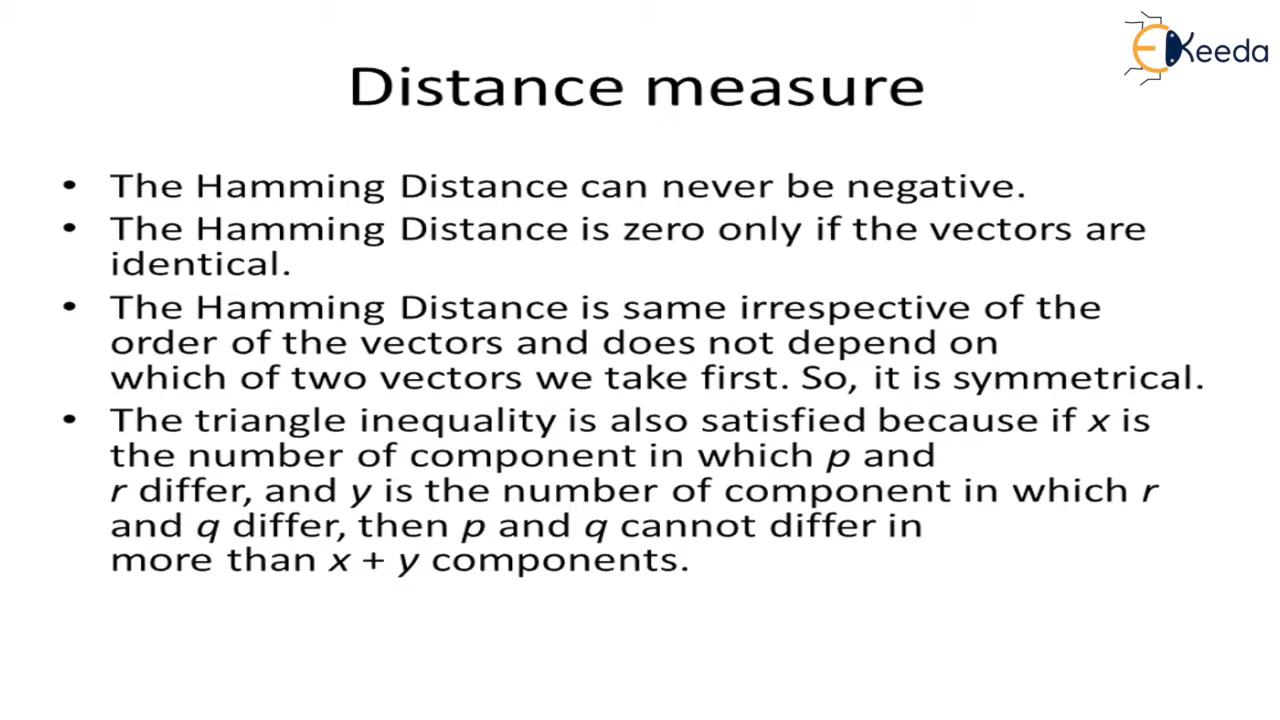 EKeeda
Distance measure
• The Hamming Distance can never be negative.
• The Hamming Distance is zero only if the vectors are
identical.
• The Hamming Distance is same irrespective of the
order of the vectors and does not depend on
which of two vectors we take first. So, it is symmetrical.
• The triangle inequality is also satisfied because if x is
the number of component in which p and
r differ, and y is the number of component in which r
and q differ, then p and q cannot differ in
more than x + y components.